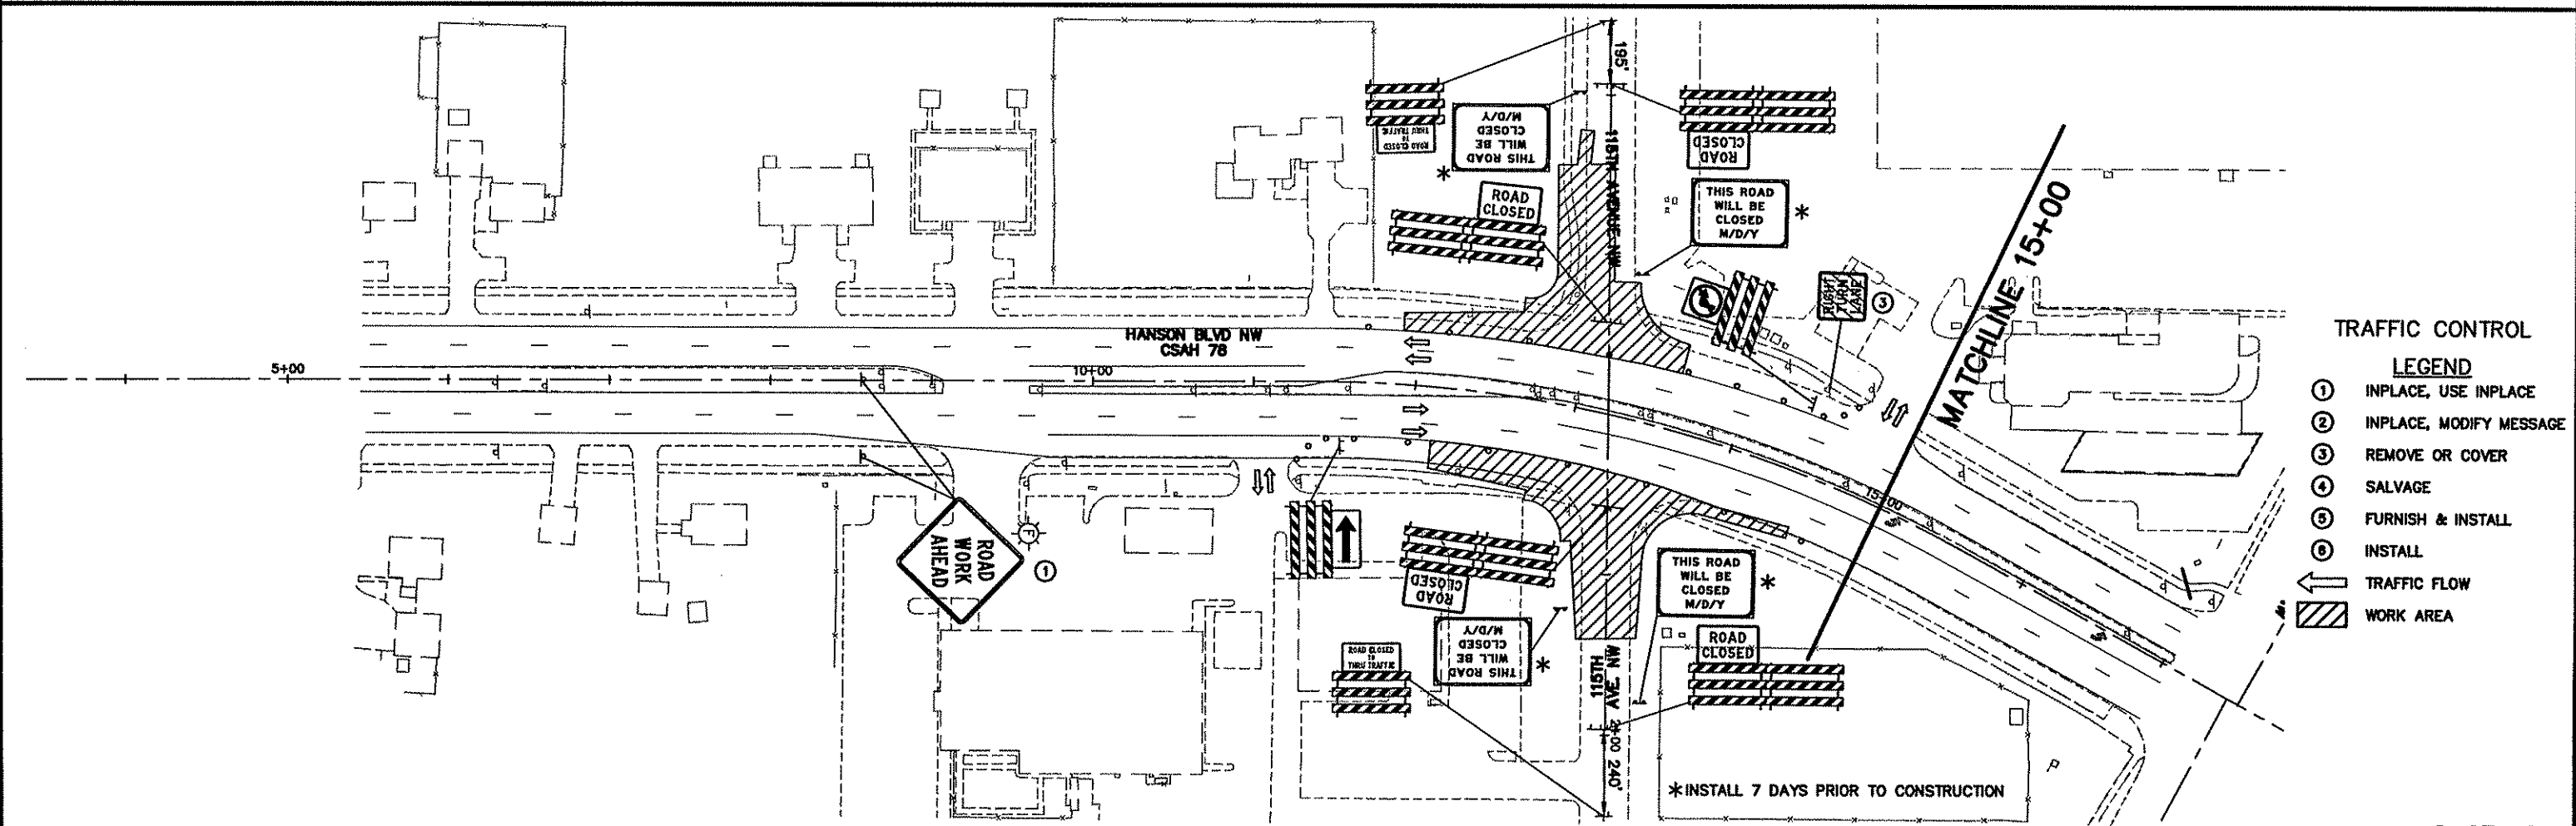 195'
ROAD CLOSED
TO
THRU TRAFFIC
THIS ROAD
WILL BE
CLOSED
M/D/Y
*
ROAD
CLOSED
115TH AVENUE NW
ROAD
CLOSED
THIS ROAD
WILL BE
CLOSED
M/D/Y
*
RIGHT
TURN
LANE
3
MATCHLINE 15+00
HANSON BLVD NW
CSAH 78
5+00
10+00
15+00
ROAD
WORK
AHEAD
1
F
ROAD
CLOSED
THIS ROAD
WILL BE
CLOSED
M/D/Y
*
ROAD CLOSED
TO
THRU TRAFFIC
THIS ROAD
WILL BE
CLOSED
M/D/Y
*
ROAD
CLOSED
115TH
AVE NW
240'
P
*INSTALL 7 DAYS PRIOR TO CONSTRUCTION
TRAFFIC CONTROL
LEGEND
1 INPLACE, USE INPLACE
2 INPLACE, MODIFY MESSAGE
3 REMOVE OR COVER
4 SALVAGE
5 FURNISH & INSTALL
6 INSTALL
TRAFFIC FLOW
WORK AREA